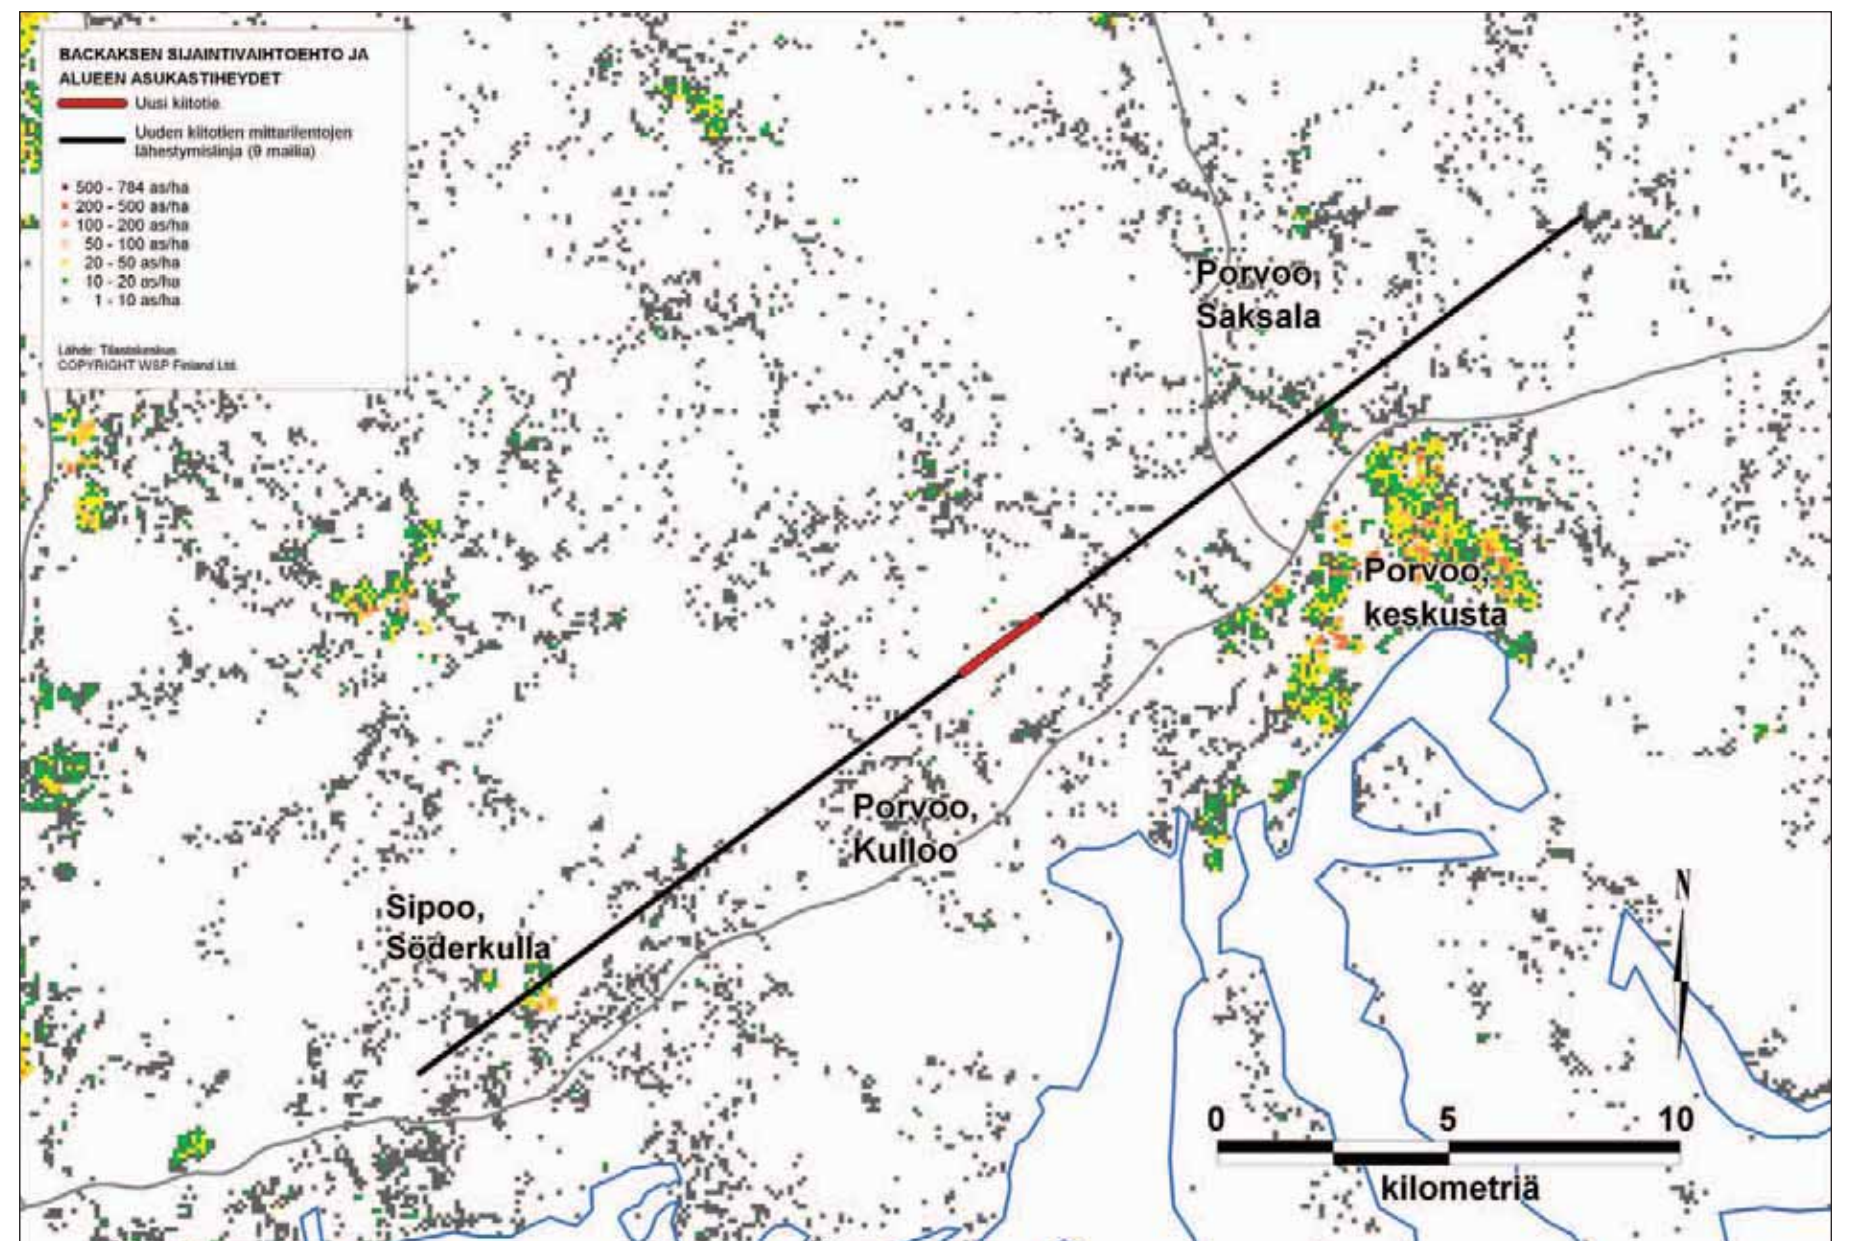 BACKAKSEN SIJAINTIVAIHTOEHTO JA
ALUEEN ASUKASTIHEYDET
Uusi kiitotie
Uuden kiitotien mittarilentojen
lähestymislinja (9 mailia)
500 - 784 as/ha
200 - 500 as/ha
100 - 200 as/ha
50 - 100 as/ha
20 - 50 as/ha
10 - 20 as/ha
1 - 10 as/ha
Lähde: Tilastokeskus
COPYRIGHT WSP Finland Ltd.
Porvoo,
Saksala
Porvoo,
keskusta
Porvoo,
Kulloo
Sipoo,
Söderkulla
N
0 5 10
kilometriä